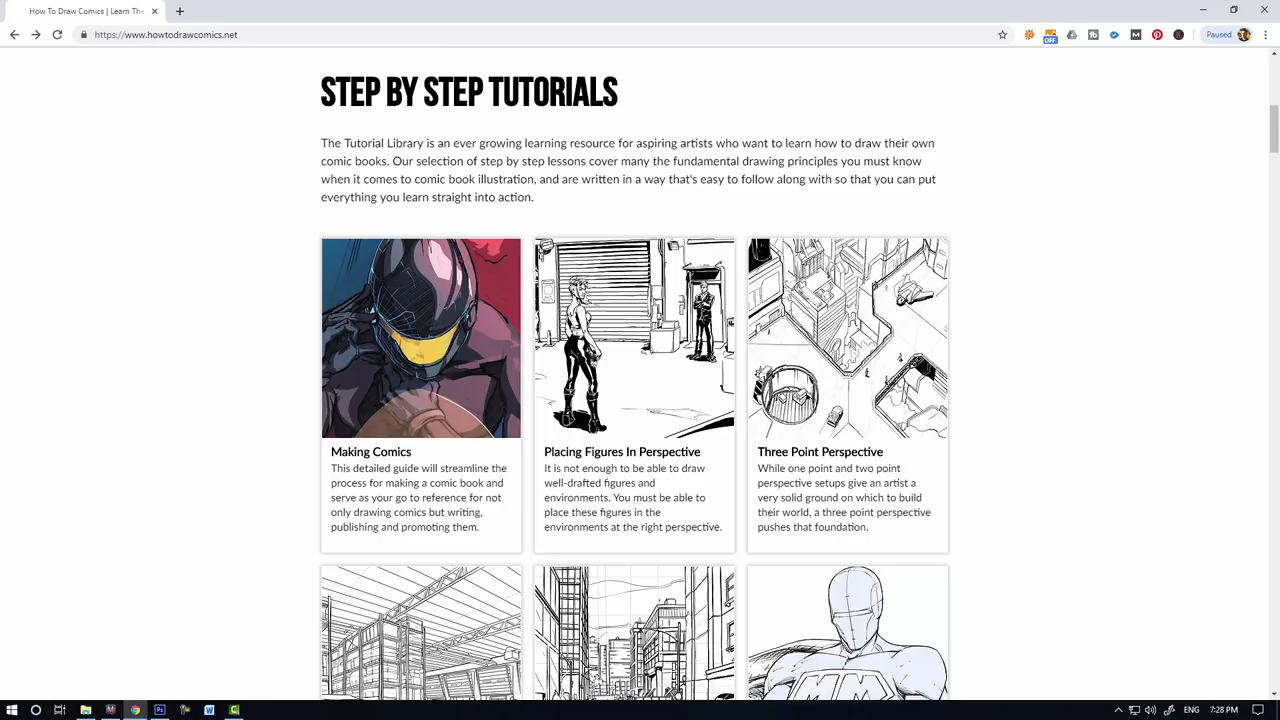 How To Draw Comics | Learn The
https://www.howtodrawcomics.net
OFF
Paused
STEP BY STEP TUTORIALS
The Tutorial Library is an ever growing learning resource for aspiring artists who want to learn how to draw their own
comic books. Our selection of step by step lessons cover many the fundamental drawing principles you must know
when it comes to comic book illustration, and are written in a way that's easy to follow along with so that you can put
everything you learn straight into action.
Making Comics
This detailed guide will streamline the
process for making a comic book and
serve as your go to reference for not
only drawing comics but writing,
publishing and promoting them.
Placing Figures In Perspective
It is not enough to be able to draw
well-drafted figures and
environments. You must be able to
place these figures in the
environments at the right perspective.
Three Point Perspective
While one point and two point
perspective setups give an artist a
very solid ground on which to build
their world, a three point perspective
pushes that foundation.
MM
ENG
7:28 PM